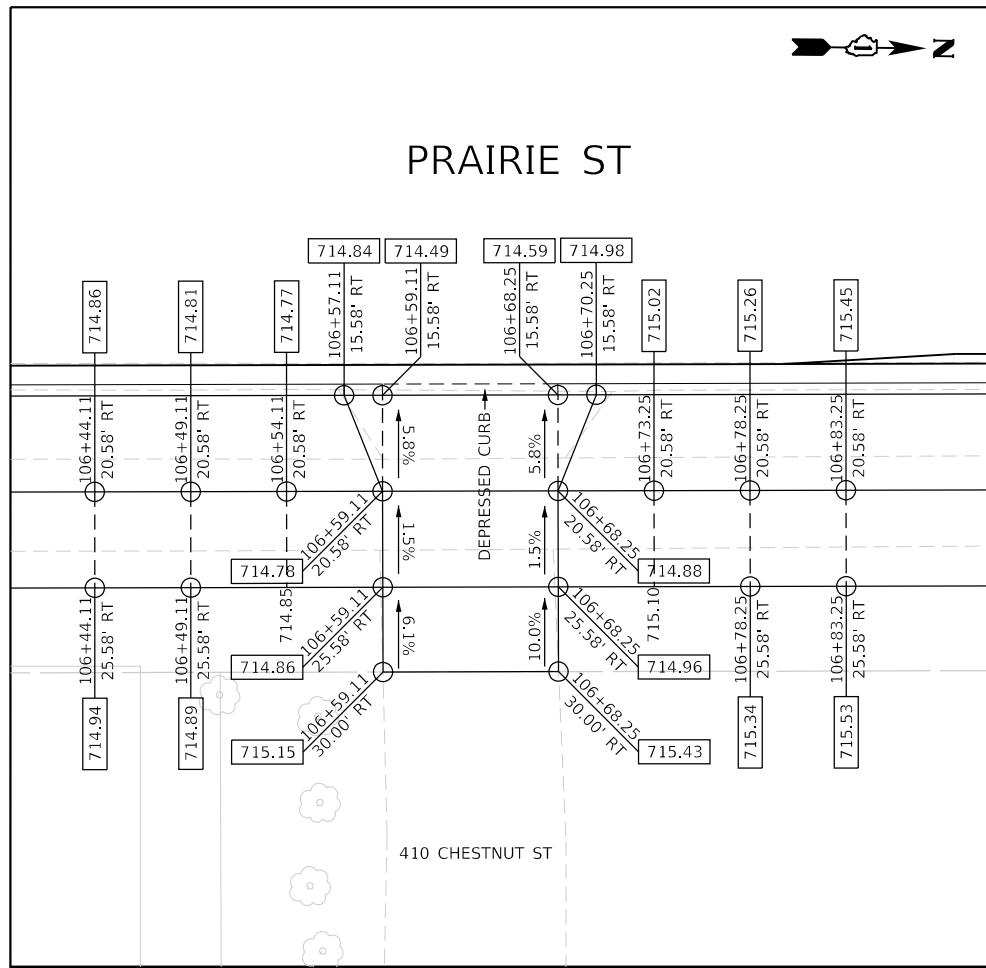 N
PRAIRIE ST
714.84
714.49
714.59
714.98
106+57.11
15.58' RT
106+59.11
15.58' RT
106+68.25
15.58' RT
106+70.25
15.58' RT
714.86
714.81
714.77
715.02
715.26
715.45
106+44.11
20.58' RT
106+49.11
20.58' RT
106+54.11
20.58' RT
106+73.25
20.58' RT
106+78.25
20.58' RT
106+83.25
20.58' RT
5.8%
DEPRESSED CURB
5.8%
106+59.11
20.58' RT
714.78
1.5%
1.5%
106+68.25
20.58' RT
714.88
714.85
715.10
106+59.11
25.58' RT
714.86
6.1%
10.0%
106+68.25
25.58' RT
714.96
106+44.11
25.58' RT
106+49.11
25.58' RT
106+78.25
25.58' RT
106+83.25
25.58' RT
714.94
714.89
106+59.11
30.00' RT
715.15
106+68.25
30.00' RT
715.43
715.34
715.53
410 CHESTNUT ST